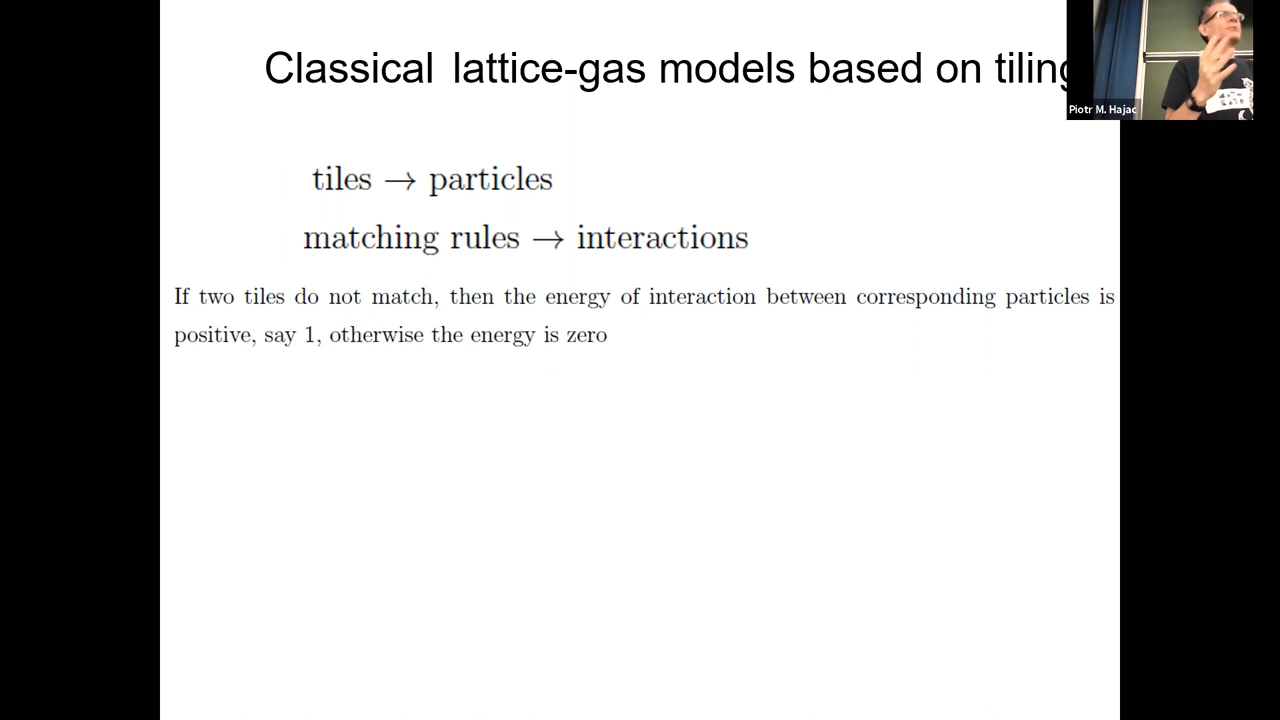 Classical lattice-gas models based on tiling
Piotr M. Hajac
tiles → particles
matching rules → interactions
If two tiles do not match, then the energy of interaction between corresponding particles is
positive, say 1, otherwise the energy is zero